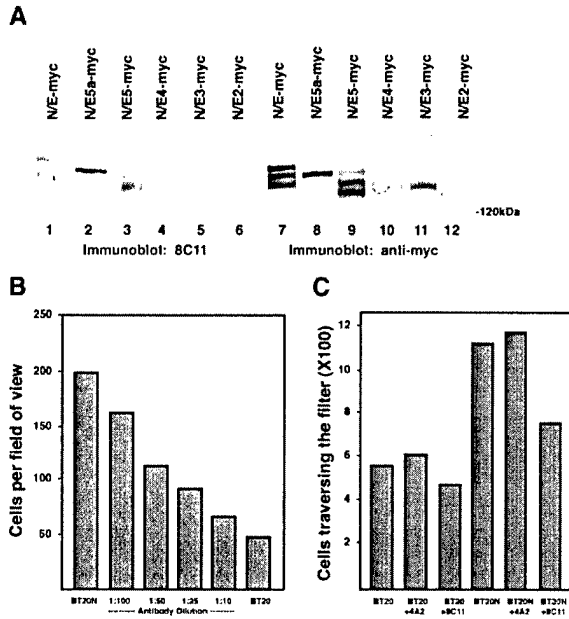 A
N/E-myc N/E5a-myc N/E5-myc N/E4-myc N/E3-myc N/E2-myc N/E-myc N/E5a-myc N/E5-myc N/E4-myc N/E3-myc N/E2-myc
-120kDa
1 2 3 4 5 6 7 8 9 10 11 12
Immunoblot: 8C11 Immunoblot: anti-myc
B
Cells per field of view
250
200
150
100
50
BT20N 1:100 1:50 1:25 1:10 BT20
Antibody Dilution
C
Cells traversing the filter (X100)
12
10
8
6
4
2
BT20 BT20 BT20 BT20N BT20N BT20N
+4A2 +8C11 +4A2 +8C11